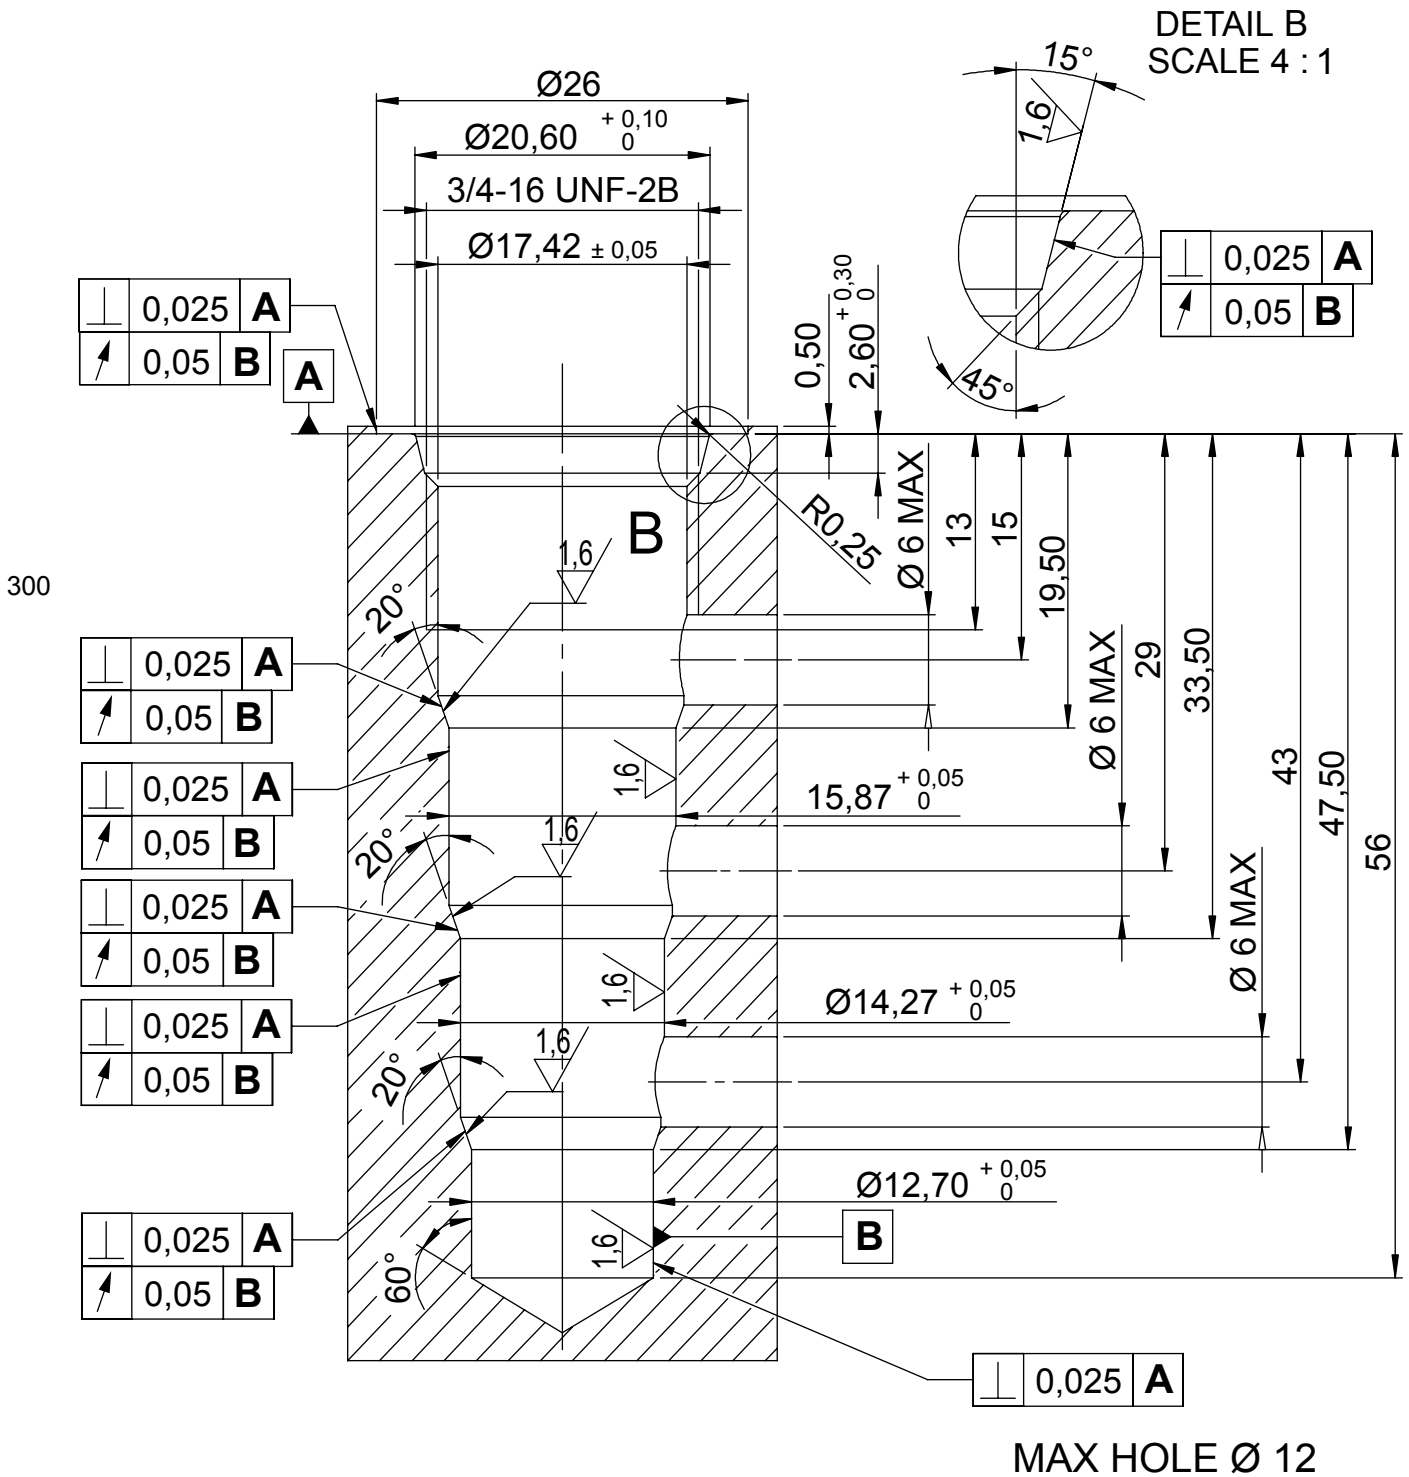 DETAIL B
SCALE 4 : 1
15°
1,6
Ø26
Ø20,60 + 0,10 0
3/4-16 UNF-2B
Ø17,42 ± 0,05
⊥ 0,025 A
↗ 0,05 B
A
0,50
2,60 + 0,30 0
⊥ 0,025 A
↗ 0,05 B
45°
B
R0,25
Ø 6 MAX
13
15
19,50
300
1,6
20°
⊥ 0,025 A
↗ 0,05 B
Ø 6 MAX
29
33,50
1,6
⊥ 0,025 A
↗ 0,05 B
15,87 + 0,05 0
43
47,50
56
1,6
20°
⊥ 0,025 A
↗ 0,05 B
Ø 6 MAX
1,6
⊥ 0,025 A
↗ 0,05 B
Ø14,27 + 0,05 0
1,6
20°
Ø12,70 + 0,05 0
⊥ 0,025 A
↗ 0,05 B
60°
1,6
B
⊥ 0,025 A
MAX HOLE Ø 12